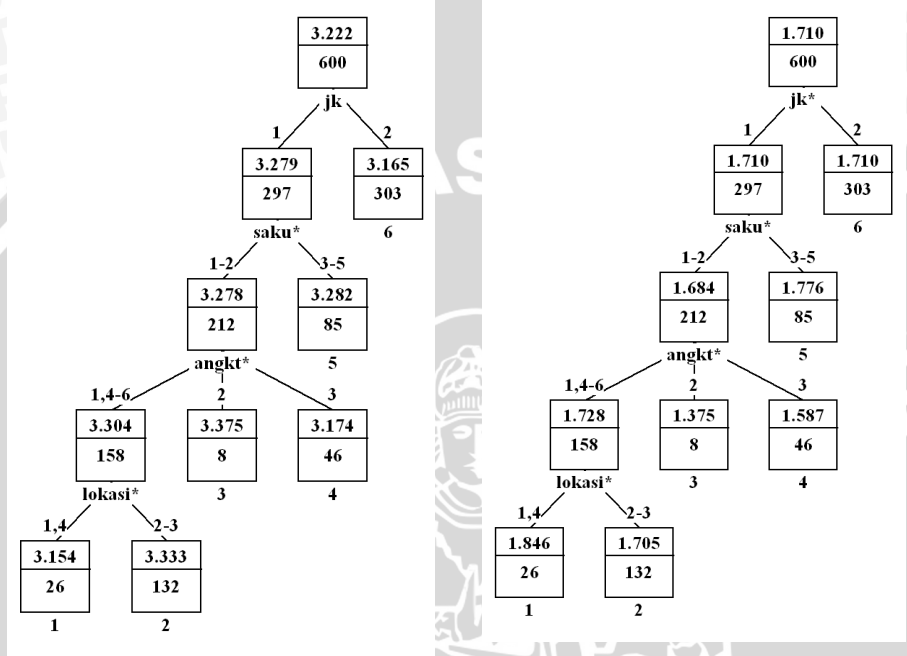 3.222
600
jk
1 2
3.279 3.165
297 303
saku* 6
1-2 3-5
3.278 3.282
212 85
angkt* 5
1,4-6 2 3
3.304 3.375 3.174
158 8 46
lokasi* 3 4
1,4 2-3
3.154 3.333
26 132
1 2
1.710
600
jk*
1 2
1.710 1.710
297 303
saku* 6
1-2 3-5
1.684 1.776
212 85
angkt* 5
1,4-6 2 3
1.728 1.375 1.587
158 8 46
lokasi* 3 4
1,4 2-3
1.846 1.705
26 132
1 2
AS